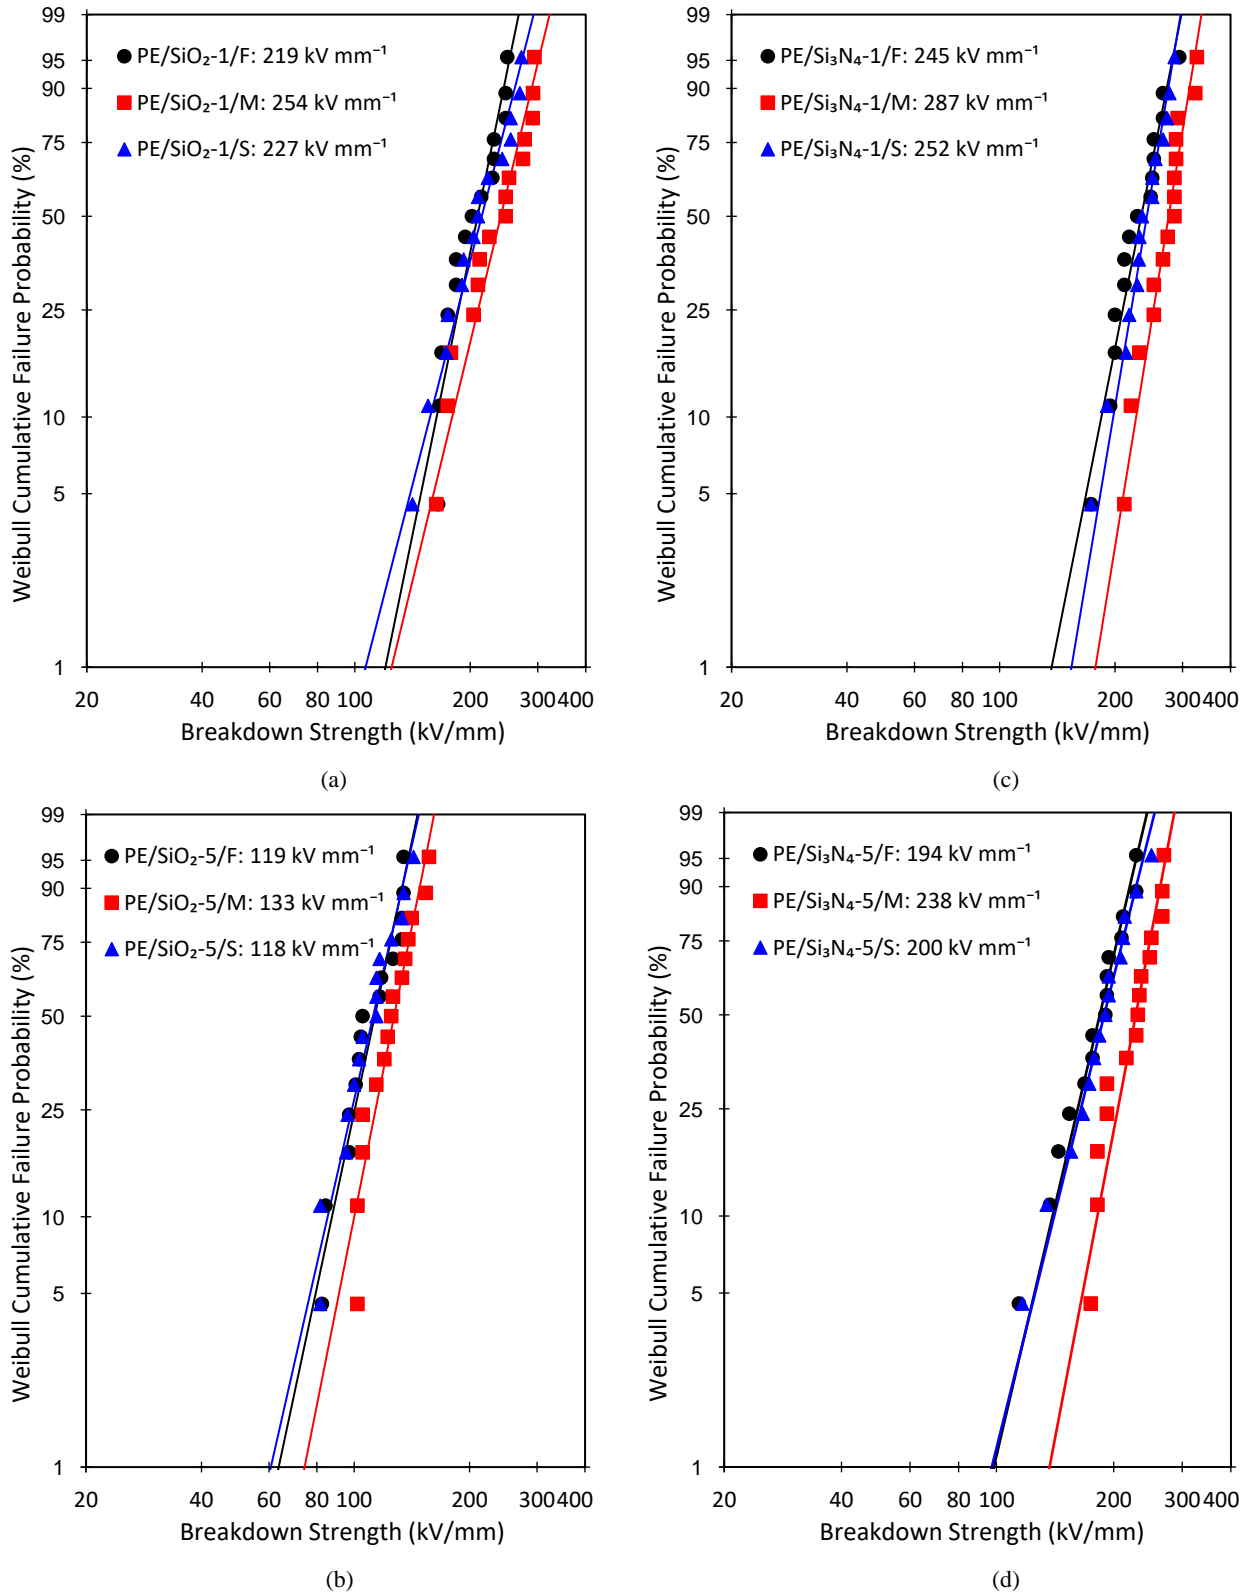 Weibull Cumulative Failure Probability (%)
99
95
90
75
50
25
10
5
1
PE/SiO₂-1/F: 219 kV mm⁻¹
PE/SiO₂-1/M: 254 kV mm⁻¹
PE/SiO₂-1/S: 227 kV mm⁻¹
20 40 60 80 100 200 300 400
Breakdown Strength (kV/mm)
(a)
Weibull Cumulative Failure Probability (%)
99
95
90
75
50
25
10
5
1
PE/Si₃N₄-1/F: 245 kV mm⁻¹
PE/Si₃N₄-1/M: 287 kV mm⁻¹
PE/Si₃N₄-1/S: 252 kV mm⁻¹
20 40 60 80 100 200 300 400
Breakdown Strength (kV/mm)
(c)
Weibull Cumulative Failure Probability (%)
99
95
90
75
50
25
10
5
1
PE/SiO₂-5/F: 119 kV mm⁻¹
PE/SiO₂-5/M: 133 kV mm⁻¹
PE/SiO₂-5/S: 118 kV mm⁻¹
20 40 60 80 100 200 300 400
Breakdown Strength (kV/mm)
(b)
Weibull Cumulative Failure Probability (%)
99
95
90
75
50
25
10
5
1
PE/Si₃N₄-5/F: 194 kV mm⁻¹
PE/Si₃N₄-5/M: 238 kV mm⁻¹
PE/Si₃N₄-5/S: 200 kV mm⁻¹
20 40 60 80 100 200 300 400
Breakdown Strength (kV/mm)
(d)